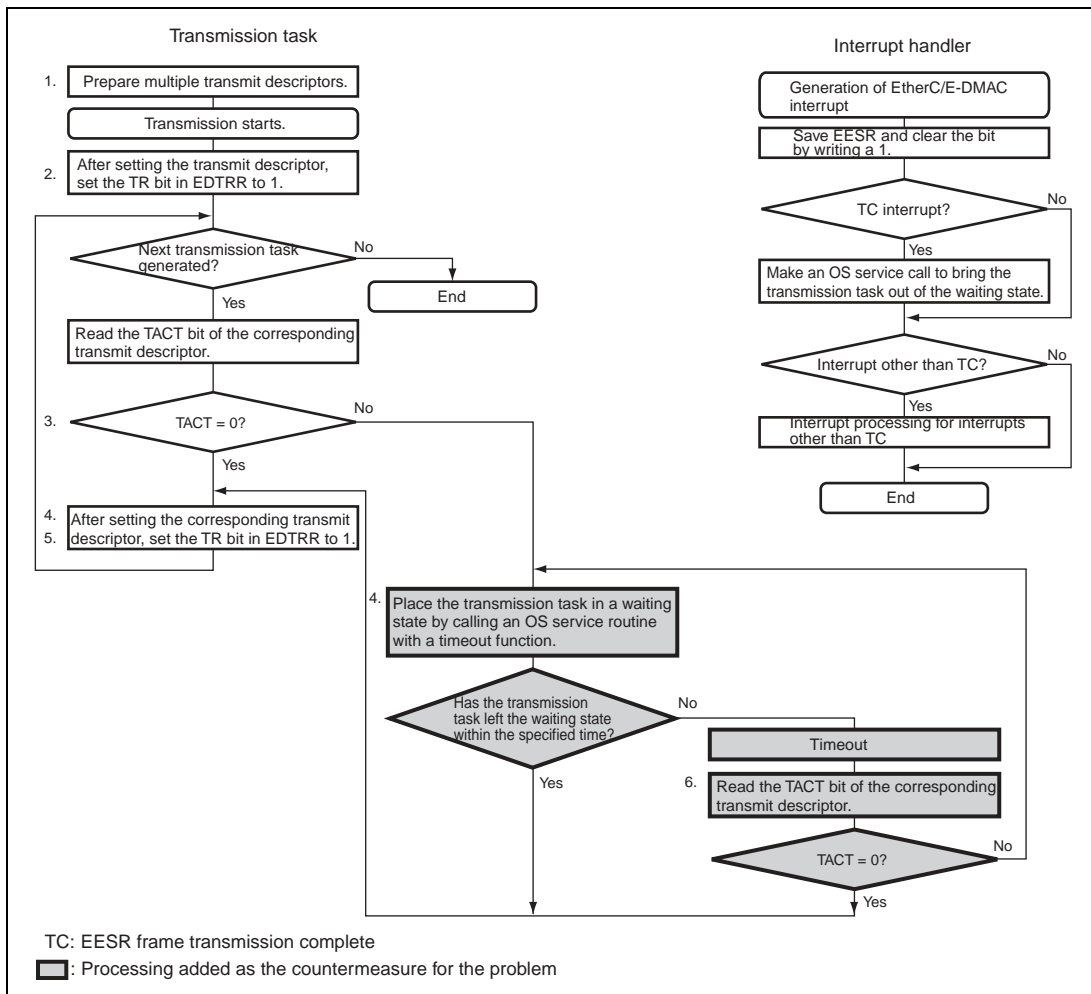 Transmission task
1. Prepare multiple transmit descriptors.
Transmission starts.
2. After setting the transmit descriptor,
set the TR bit in EDTRR to 1.
Next transmission task
generated?
No
End
Yes
Read the TACT bit of the corresponding
transmit descriptor.
3. TACT = 0?
No
Yes
4. After setting the corresponding transmit
5. descriptor, set the TR bit in EDTRR to 1.
4. Place the transmission task in a waiting
state by calling an OS service routine
with a timeout function.
Has the transmission
task left the waiting state
within the specified time?
No
Yes
Timeout
6. Read the TACT bit of the corresponding
transmit descriptor.
TACT = 0?
No
Yes
Interrupt handler
Generation of EtherC/E-DMAC
interrupt
Save EESR and clear the bit
by writing a 1.
TC interrupt?
No
Yes
Make an OS service call to bring the
transmission task out of the waiting state.
Interrupt other than TC?
No
Yes
Interrupt processing for interrupts
other than TC
End
TC: EESR frame transmission complete
: Processing added as the countermeasure for the problem